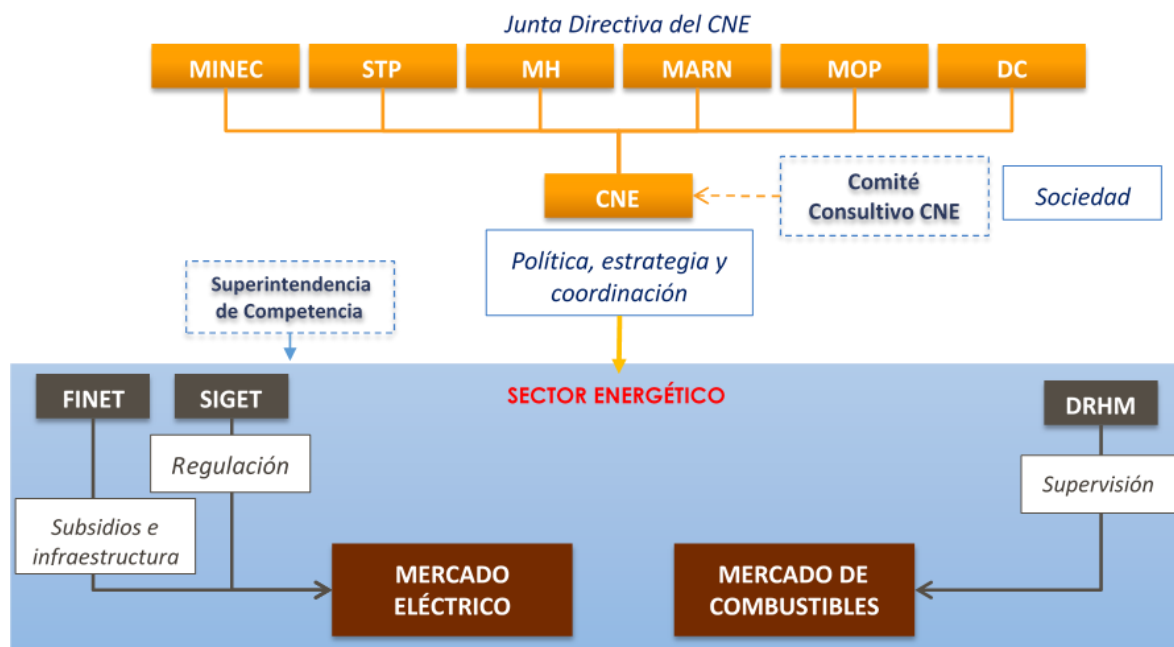 Junta Directiva del CNE
MINEC
STP
MH
MARN
MOP
DC
CNE
Comité
Consultivo CNE
Sociedad
Política, estrategia y
coordinación
Superintendencia
de Competencia
SECTOR ENERGÉTICO
FINET
SIGET
DRHM
Regulación
Supervisión
Subsidios e
infraestructura
MERCADO
ELÉCTRICO
MERCADO DE
COMBUSTIBLES